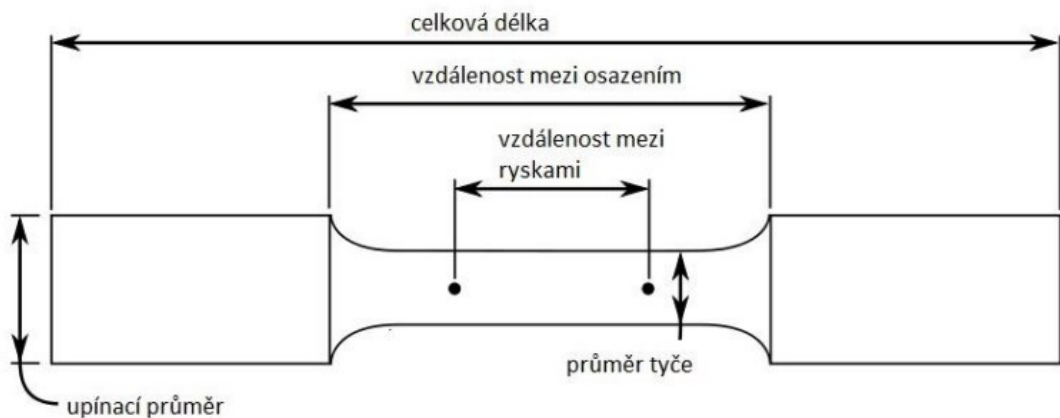 celková délka
vzdálenost mezi osazením
vzdálenost mezi
ryskami
průměr tyče
upínací průměr